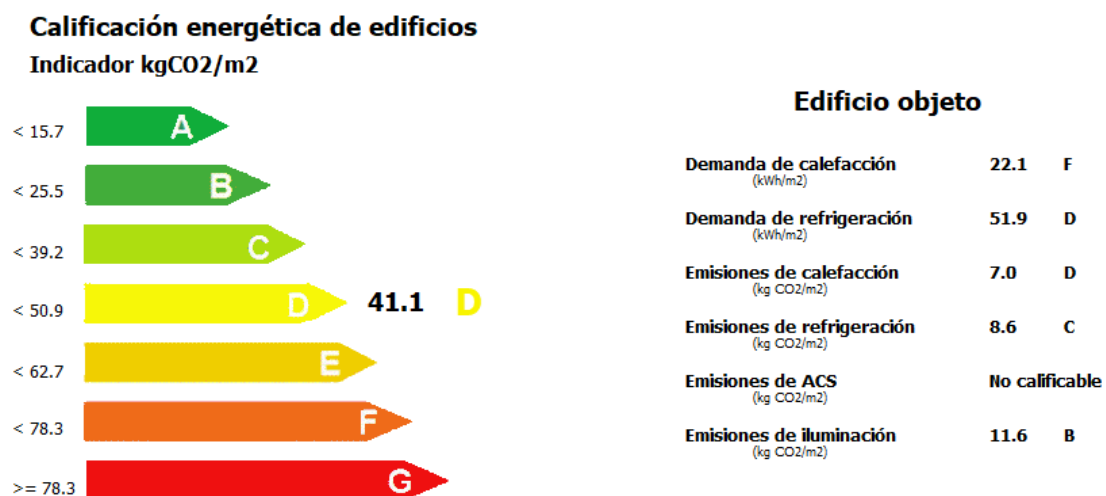 Calificación energética de edificios
Indicador kgCO2/m2
< 15.7 A
< 25.5 B
< 39.2 C
< 50.9 D 41.1 D
< 62.7 E
< 78.3 F
>= 78.3 G
Edificio objeto
Demanda de calefacción 22.1 F
(kWh/m2)
Demanda de refrigeración 51.9 D
(kWh/m2)
Emisiones de calefacción 7.0 D
(kg CO2/m2)
Emisiones de refrigeración 8.6 C
(kg CO2/m2)
Emisiones de ACS No calificable
(kg CO2/m2)
Emisiones de iluminación 11.6 B
(kg CO2/m2)